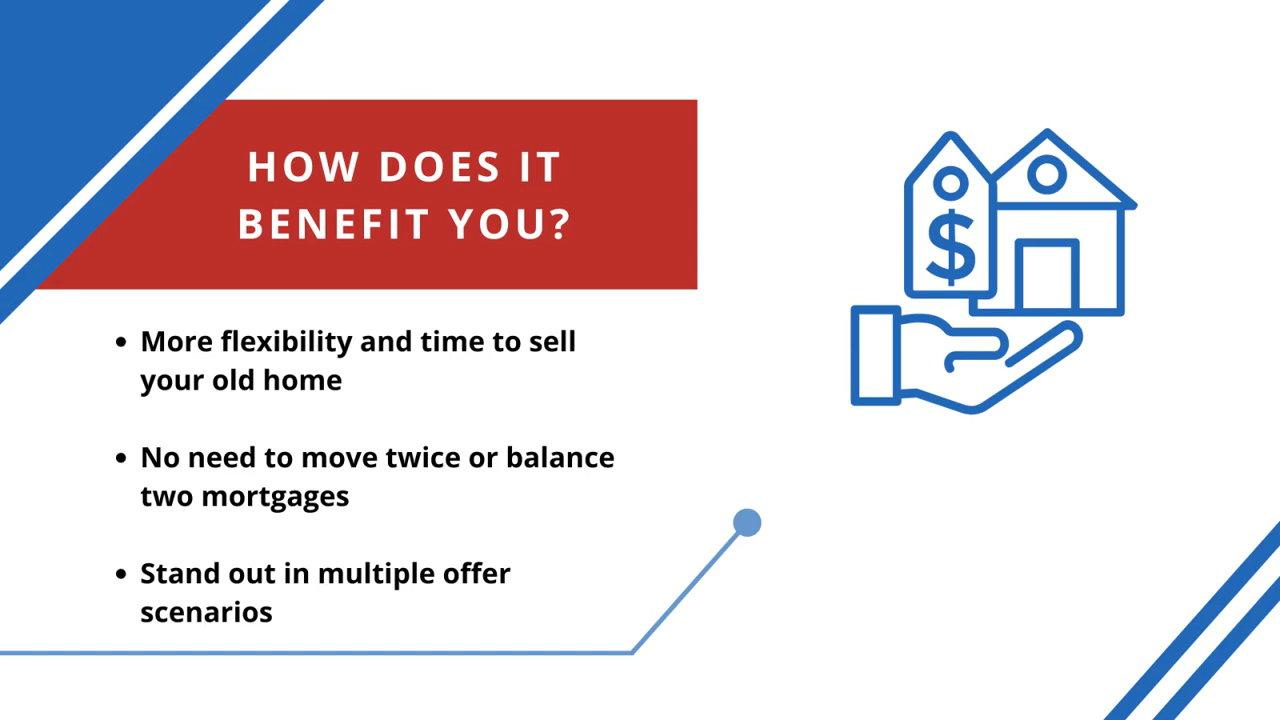 HOW DOES IT
BENEFIT YOU?
$
• More flexibility and time to sell
your old home
• No need to move twice or balance
two mortgages
• Stand out in multiple offer
scenarios